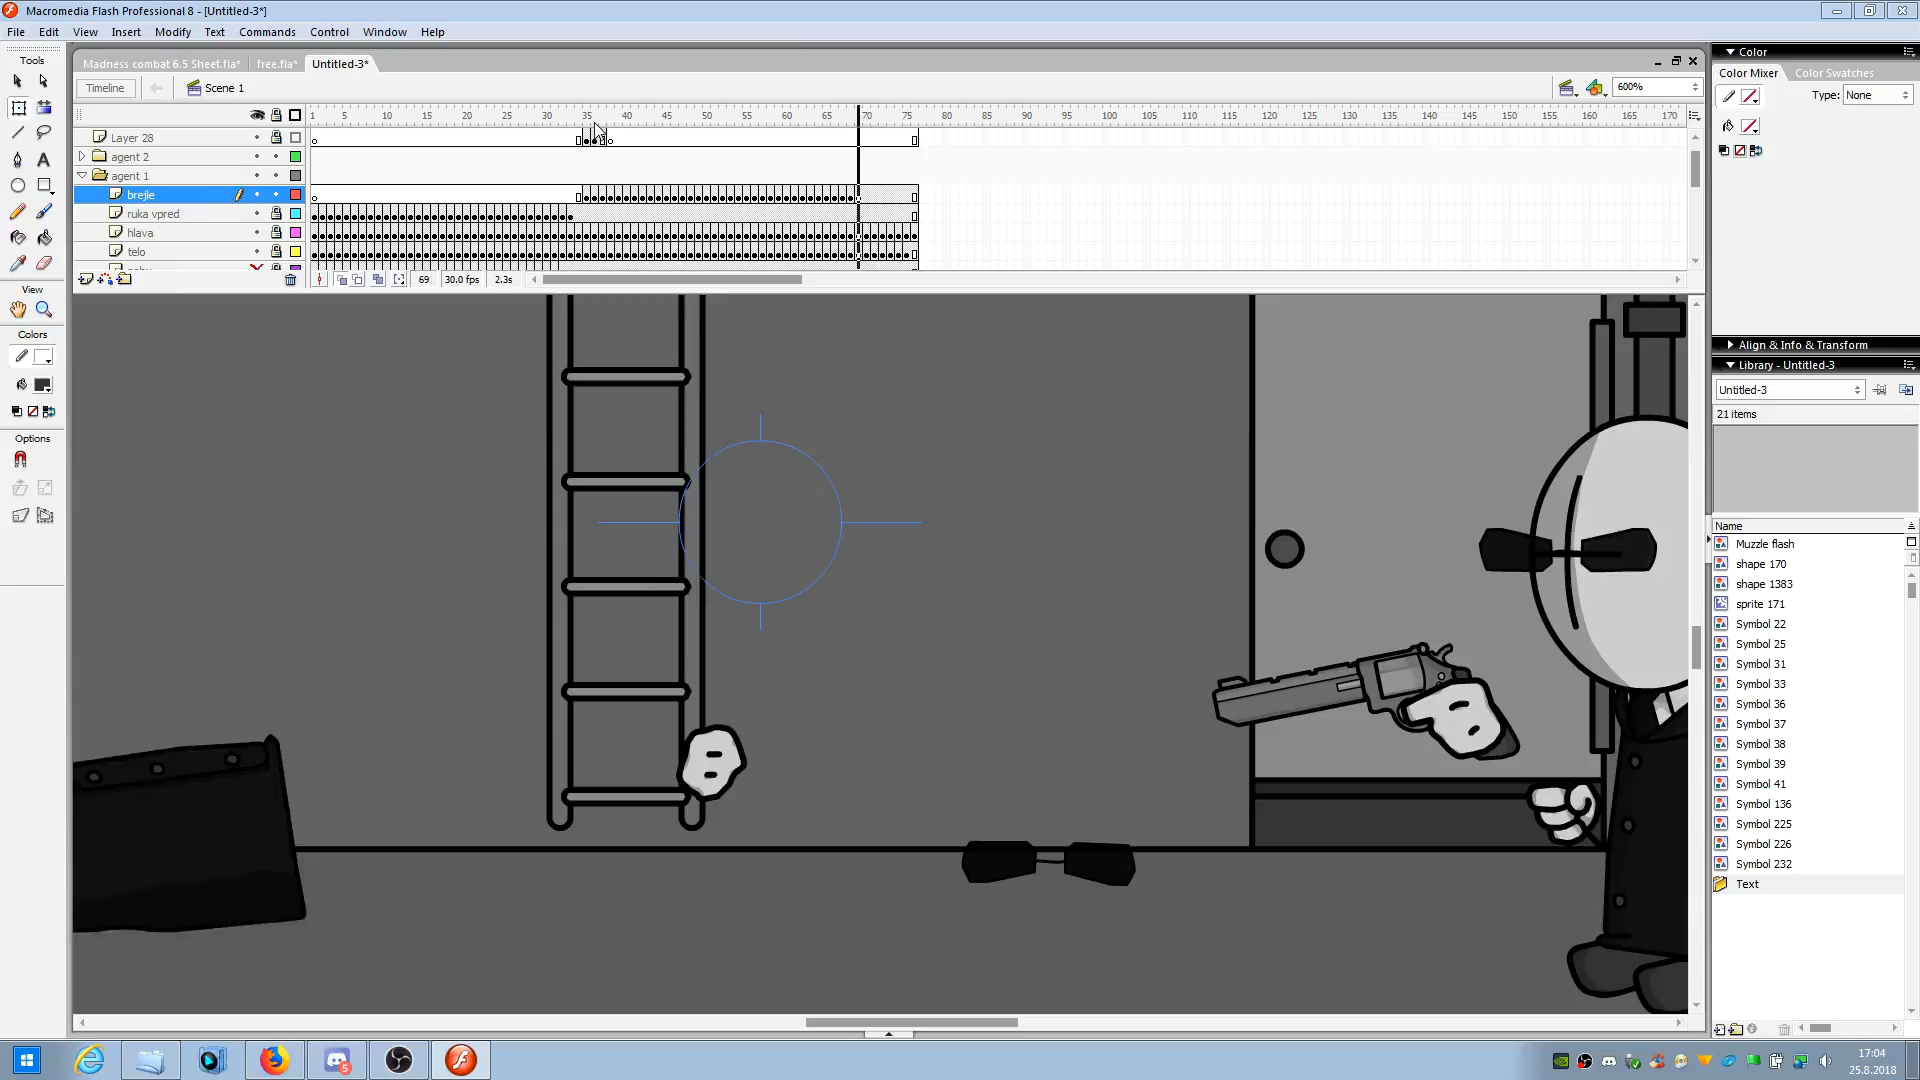 Macromedia Flash Professional 8 - [Untitled-3*]
File Edit View Insert Modify Text Commands Control Window Help
Tools
View
Colors
Options
Madness combat 6.5 Sheet.fla* free.fla* Untitled-3*
Timeline Scene 1 600%
1 5 10 15 20 25 30 35 40 45 50 55 60 65 70 75 80 85 90 95 100 105 110 115 120 125 130 135 140 145 150 155 160 165 170
Layer 28
agent 2
agent 1
brejle
ruka vpred
hlava
telo
69 30.0 fps 2.3s
Color
Color Mixer Color Swatches
Type: None
Align & Info & Transform
Library - Untitled-3
Untitled-3
21 items
Name
Muzzle flash
shape 170
shape 1383
sprite 171
Symbol 22
Symbol 25
Symbol 31
Symbol 33
Symbol 36
Symbol 37
Symbol 38
Symbol 39
Symbol 41
Symbol 136
Symbol 225
Symbol 226
Symbol 232
Text
5
17:04
25.8.2018